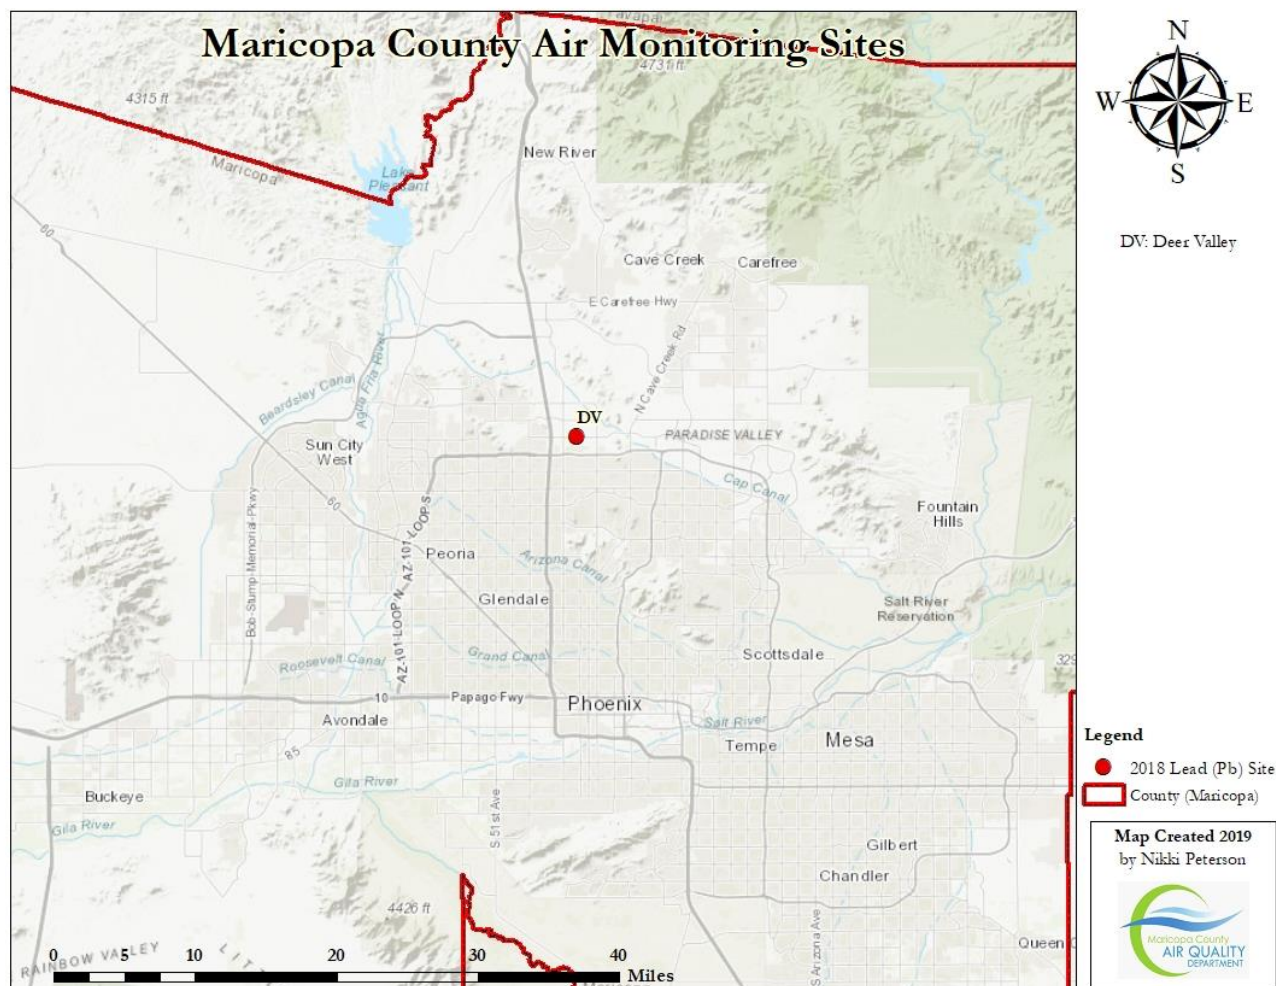 Maricopa County Air Monitoring Sites
4731 ft
4315 ft
Maricopa
Lake
Pleasant
New River
N
W
E
S
DV: Deer Valley
60
Cave Creek
Carefree
E Carefree Hwy
N Cave Creek Rd
Agua Fria River
Beardsley Canal
DV
PARADISE VALLEY
Sun City
West
60
Cap Canal
Fountain
Hills
AZ-101-LOOP S
Bob-Stump-Memorial-Pkwy
Peoria
Arizona Canal
Glendale
Salt River
Reservation
AZ-101-LOOP N
Roosevelt Canal
Grand Canal
Scottsdale
329
10
Papago Fwy
Phoenix
Avondale
Salt River
Tempe
Mesa
85
Gila River
Buckeye
Gila River
S 51st Ave
Legend
2018 Lead (Pb) Site
County (Maricopa)
Gilbert
Chandler
4426 ft
S Arizona Ave
Queen
RAINBOW VALLEY
0 5 10 20 30 40
Miles
Map Created 2019
by Nikki Peterson
Maricopa County
AIR QUALITY
DEPARTMENT